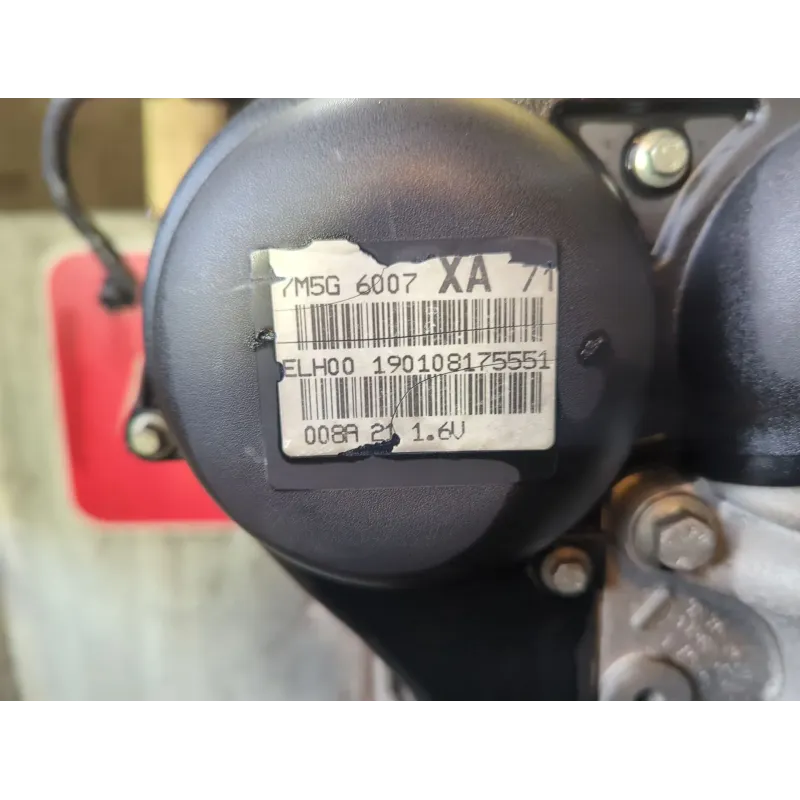 7M5G 6007 XA 71
ELH00 190108175551
008A 21 1.6V